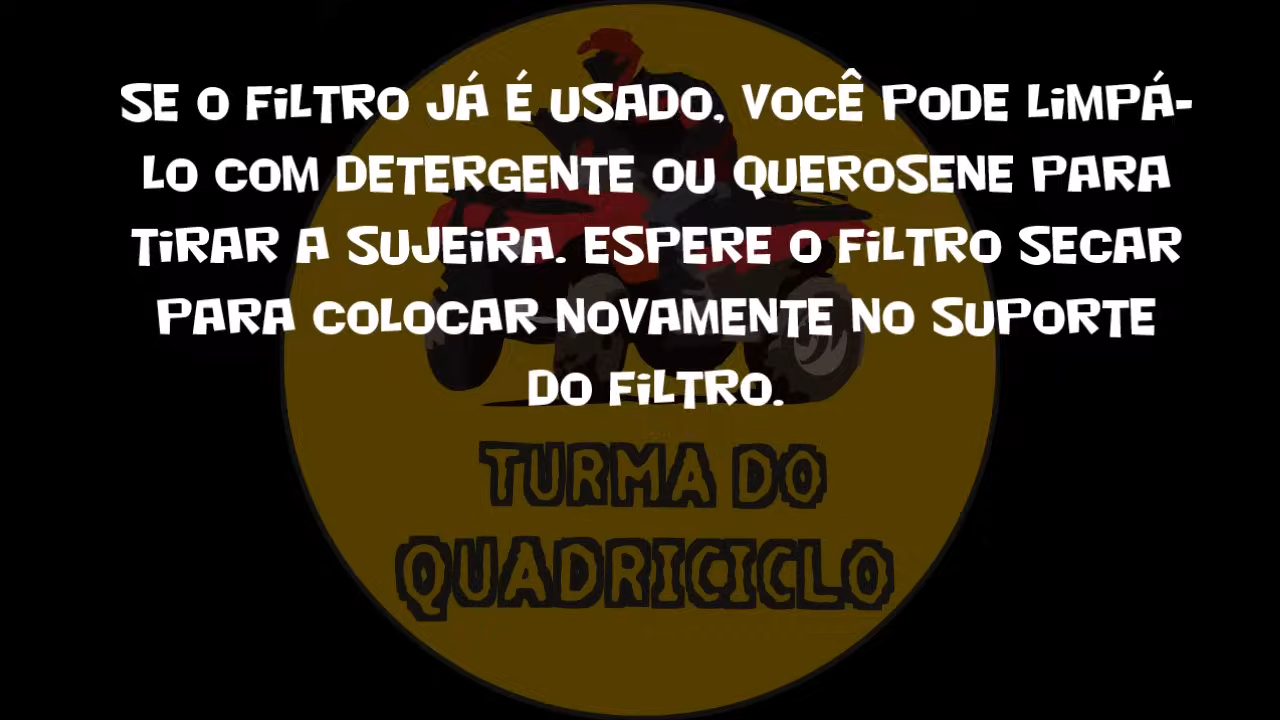 SE O FILTRO JÁ É USADO, VOCÊ PODE LIMPÁ-
LO COM DETERGENTE OU QUEROSENE PARA
TIRAR A SUJEIRA. ESPERE O FILTRO SECAR
PARA COLOCAR NOVAMENTE NO SUPORTE
DO FILTRO.
TURMA DO
QUADRICICLO